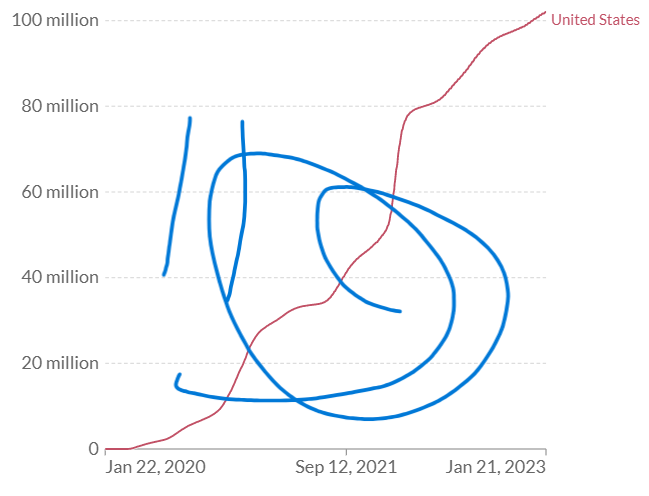 100 million
United States
80 million
60 million
40 million
20 million
0
Jan 22, 2020 Sep 12, 2021 Jan 21, 2023